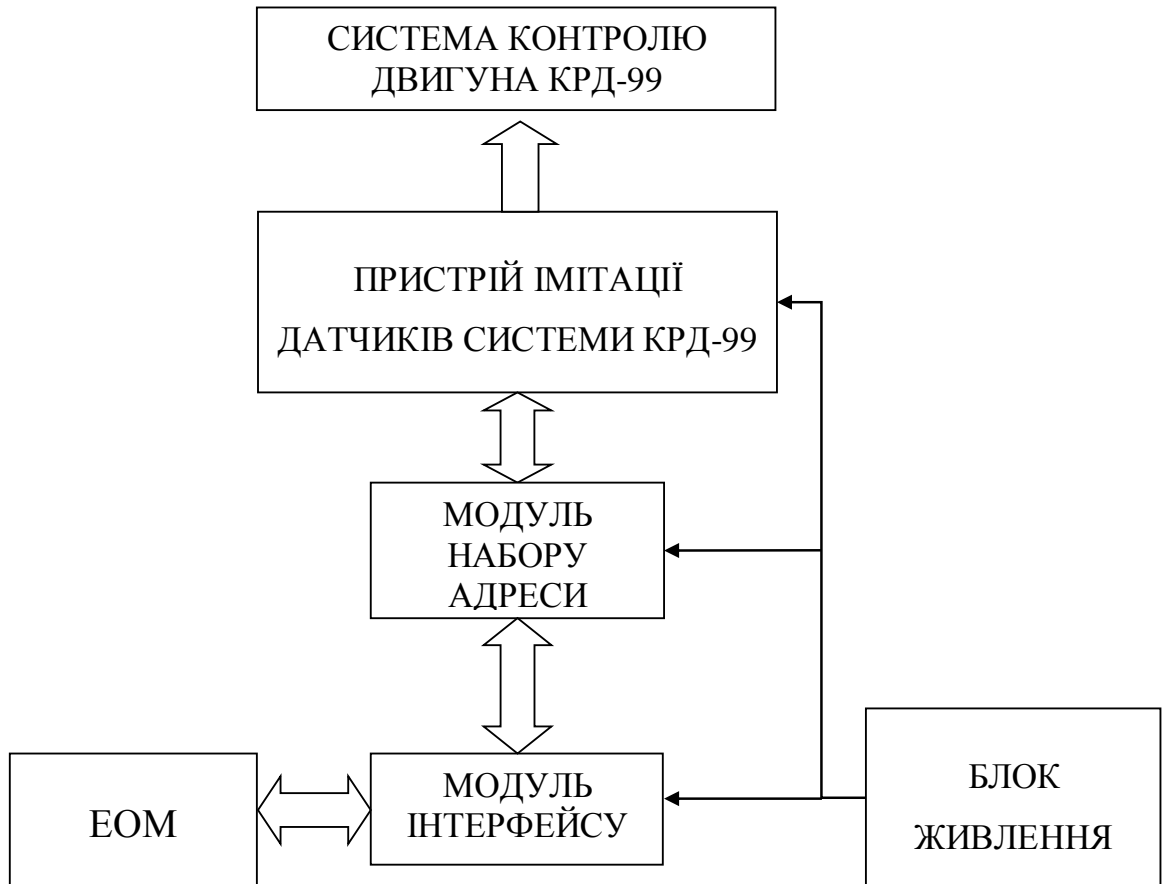 СИСТЕМА КОНТРОЛЮ
ДВИГУНА КРД-99
ПРИСТРІЙ ІМІТАЦІЇ
ДАТЧИКІВ СИСТЕМИ КРД-99
МОДУЛЬ
НАБОРУ
АДРЕСИ
ЕОМ
МОДУЛЬ
ІНТЕРФЕЙСУ
БЛОК
ЖИВЛЕННЯ